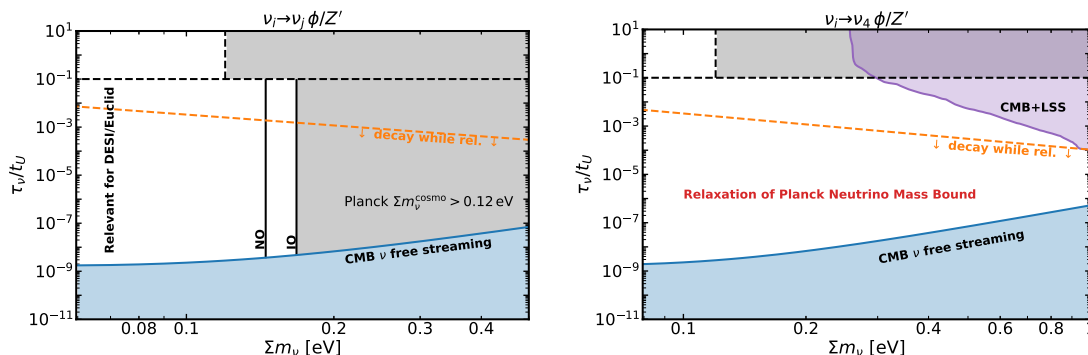 ν_i→ν_j ϕ/Z′
10^1
10^−1
10^−3
10^−5
10^−7
10^−9
10^−11
τ_ν/t_U
Relevant for DESI/Euclid
↓ decay while rel. ↓
Planck Σm_ν^cosmo > 0.12 eV
NO
IO
CMB ν free streaming
0.08
0.1
0.2
0.3
0.4
Σm_ν [eV]
ν_i→ν_4 ϕ/Z′
10^1
10^−1
10^−3
10^−5
10^−7
10^−9
10^−11
τ_ν/t_U
CMB+LSS
↓ decay while rel. ↓
Relaxation of Planck Neutrino Mass Bound
CMB ν free streaming
0.1
0.2
0.4
0.6
0.8
1
Σm_ν [eV]